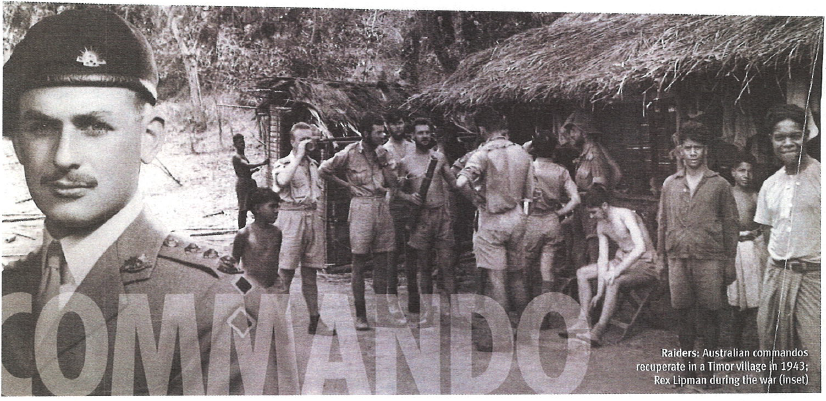 COMMANDO
Raiders: Australian commandos
recuperate in a Timor village in 1943;
Rex Lipman during the war (inset)